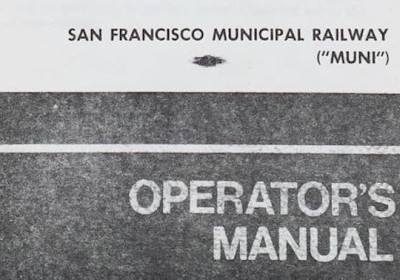 SAN FRANCISCO MUNICIPAL RAILWAY
("MUNI")
OPERATOR'S
MANUAL